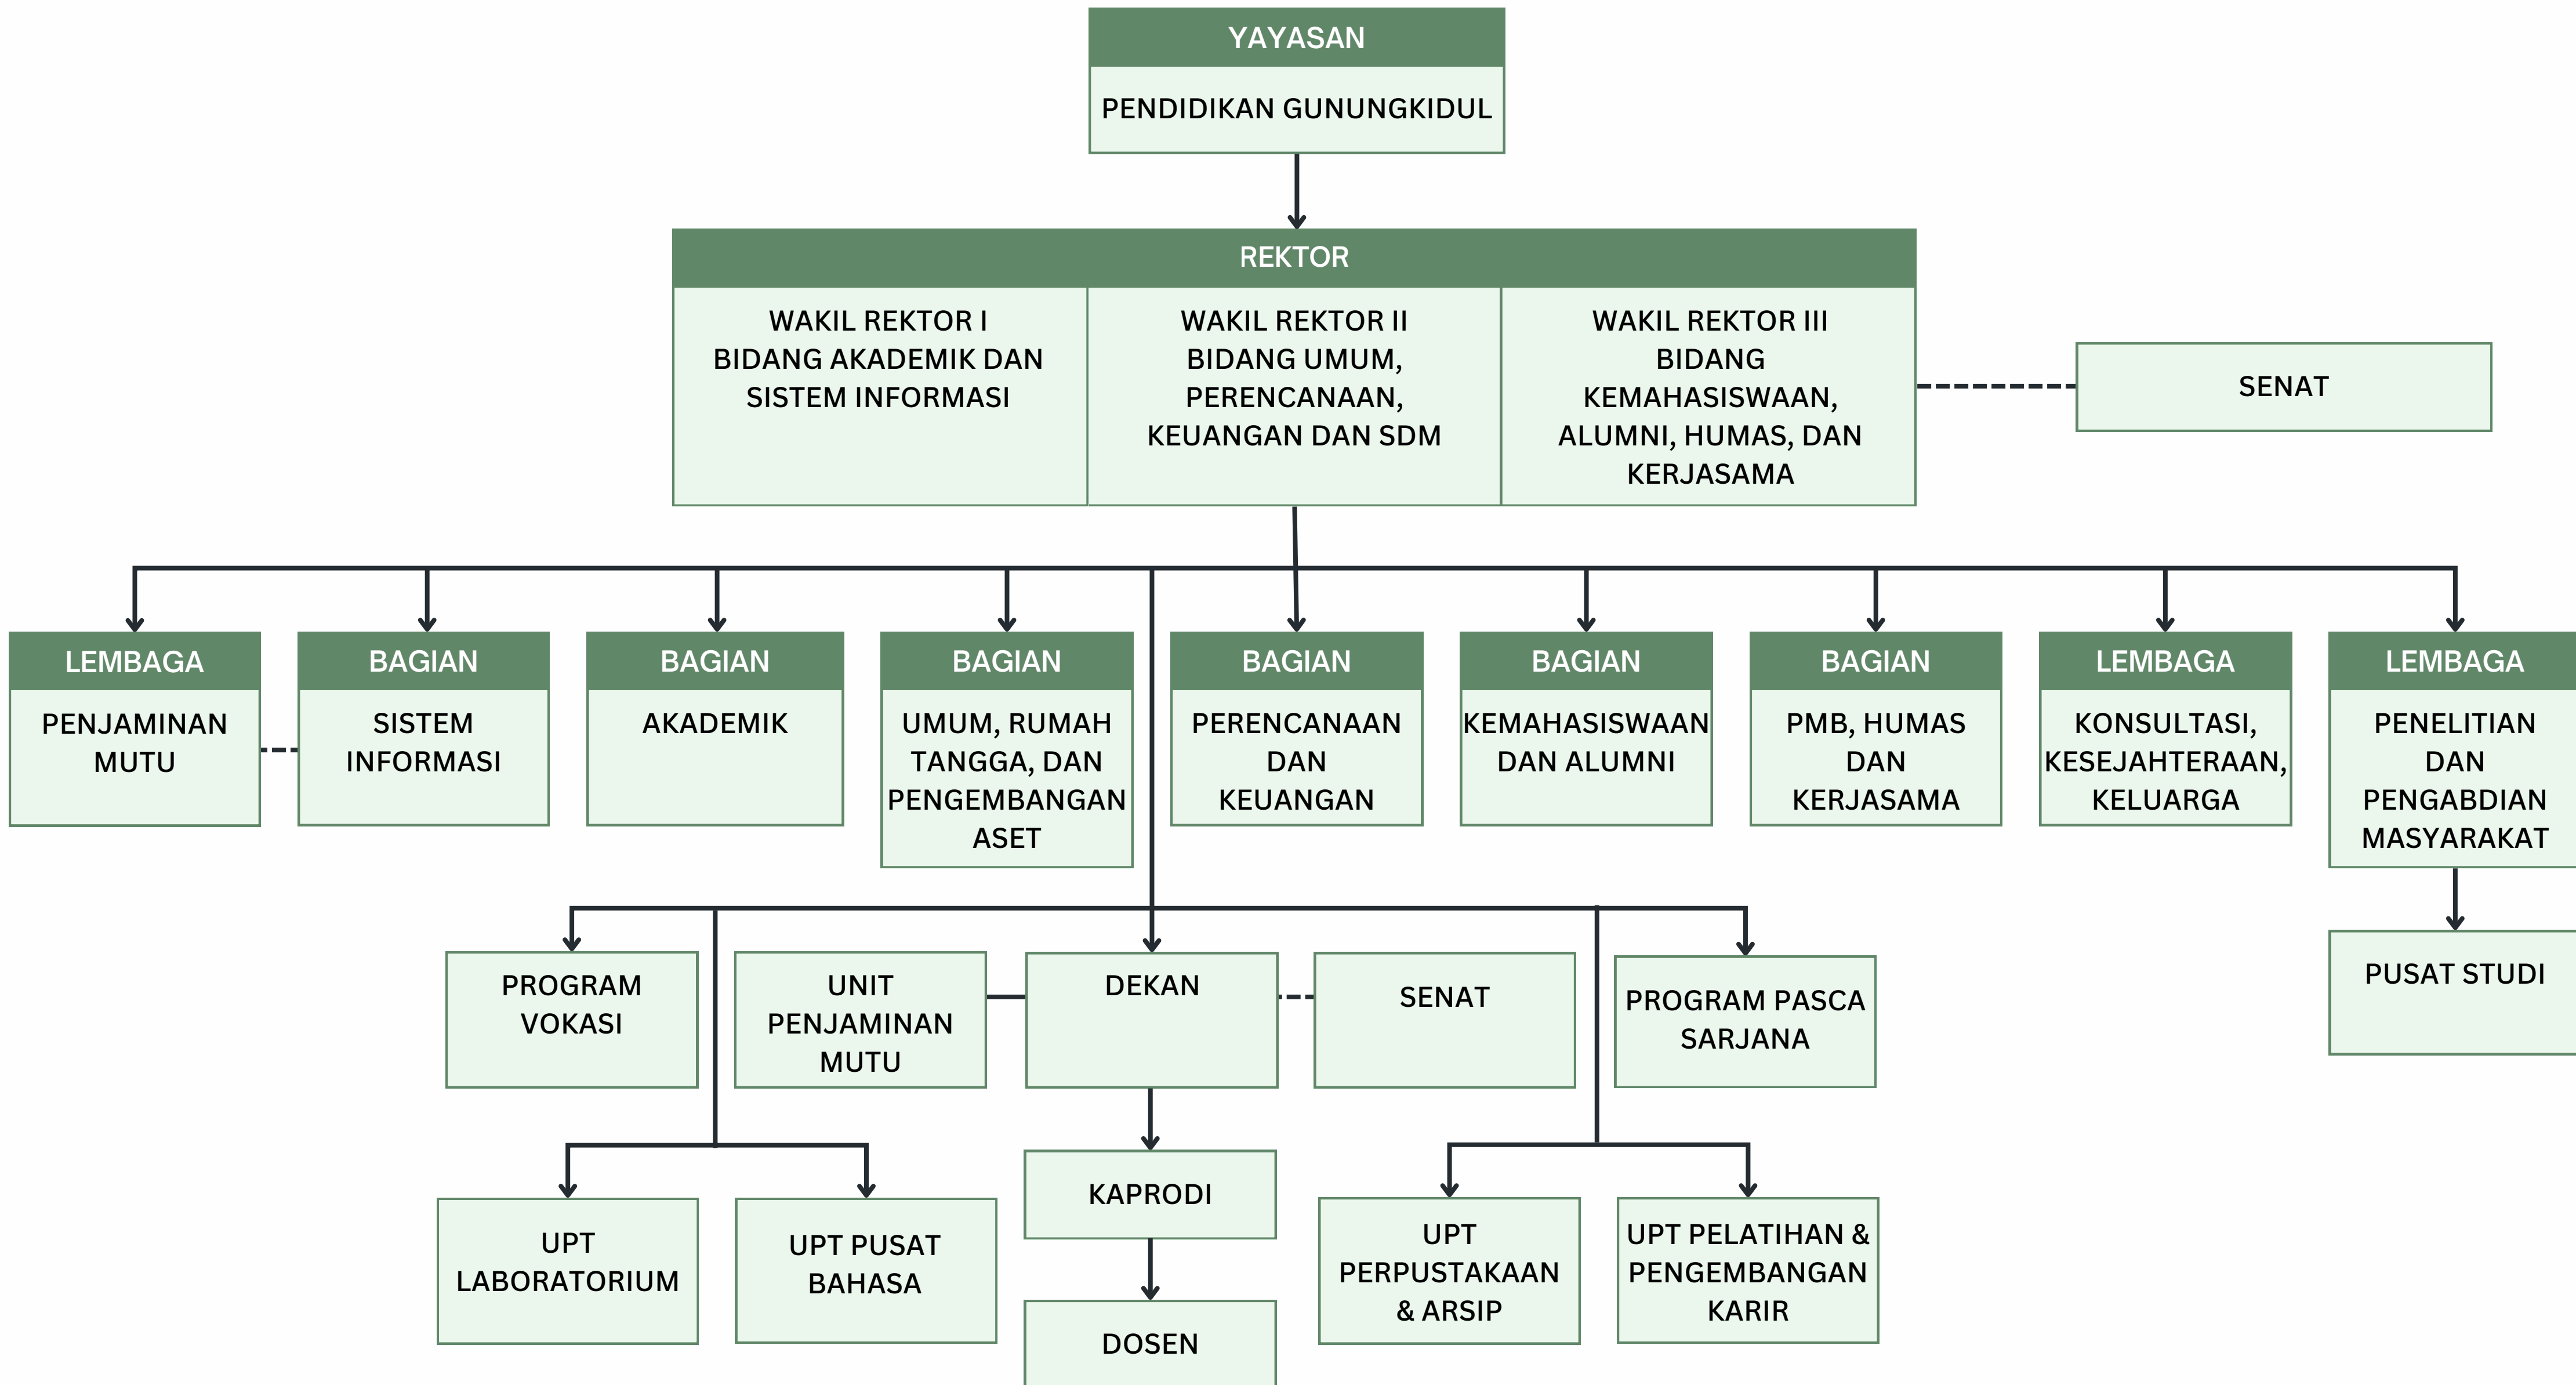 YAYASAN
PENDIDIKAN GUNUNGKIDUL
REKTOR
WAKIL REKTOR I
BIDANG AKADEMIK DAN
SISTEM INFORMASI
WAKIL REKTOR II
BIDANG UMUM,
PERENCANAAN,
KEUANGAN DAN SDM
WAKIL REKTOR III
BIDANG
KEMAHASISWAAN,
ALUMNI, HUMAS, DAN
KERJASAMA
SENAT
LEMBAGA
PENJAMINAN
MUTU
BAGIAN
SISTEM
INFORMASI
BAGIAN
AKADEMIK
BAGIAN
UMUM, RUMAH
TANGGA, DAN
PENGEMBANGAN
ASET
BAGIAN
PERENCANAAN
DAN
KEUANGAN
BAGIAN
KEMAHASISWAAN
DAN ALUMNI
BAGIAN
PMB, HUMAS
DAN
KERJASAMA
LEMBAGA
KONSULTASI,
KESEJAHTERAAN,
KELUARGA
LEMBAGA
PENELITIAN
DAN
PENGABDIAN
MASYARAKAT
PROGRAM
VOKASI
UNIT
PENJAMINAN
MUTU
DEKAN
SENAT
PROGRAM PASCA
SARJANA
PUSAT STUDI
UPT
LABORATORIUM
UPT PUSAT
BAHASA
KAPRODI
DOSEN
UPT
PERPUSTAKAAN
& ARSIP
UPT PELATIHAN &
PENGEMBANGAN
KARIR